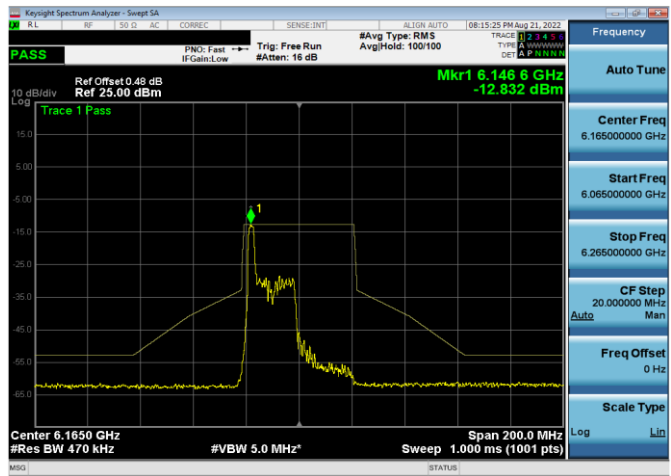 Keysight Spectrum Analyzer - Swept SA
RL RF 50 Ω AC CORREC SENSE:INT ALIGN AUTO 08:15:25 PM Aug 21, 2022
PASS
PNO: Fast
IFGain:Low
Trig: Free Run
#Atten: 16 dB
#Avg Type: RMS
Avg|Hold: 100/100
TRACE 1 2 3 4 5 6
TYPE A WWWWW
DET A P N N N N
Ref Offset 0.48 dB
Ref 25.00 dBm
10 dB/div
Log
Mkr1 6.146 6 GHz
-12.832 dBm
Trace 1 Pass
15.0
5.00
-5.00
-15.0
-25.0
-35.0
-45.0
-55.0
-65.0
1
Center 6.1650 GHz
#Res BW 470 kHz
#VBW 5.0 MHz*
Span 200.0 MHz
Sweep 1.000 ms (1001 pts)
MSG
STATUS
Frequency
Auto Tune
Center Freq
6.165000000 GHz
Start Freq
6.065000000 GHz
Stop Freq
6.265000000 GHz
CF Step
20.000000 MHz
Auto Man
Freq Offset
0 Hz
Scale Type
Log Lin